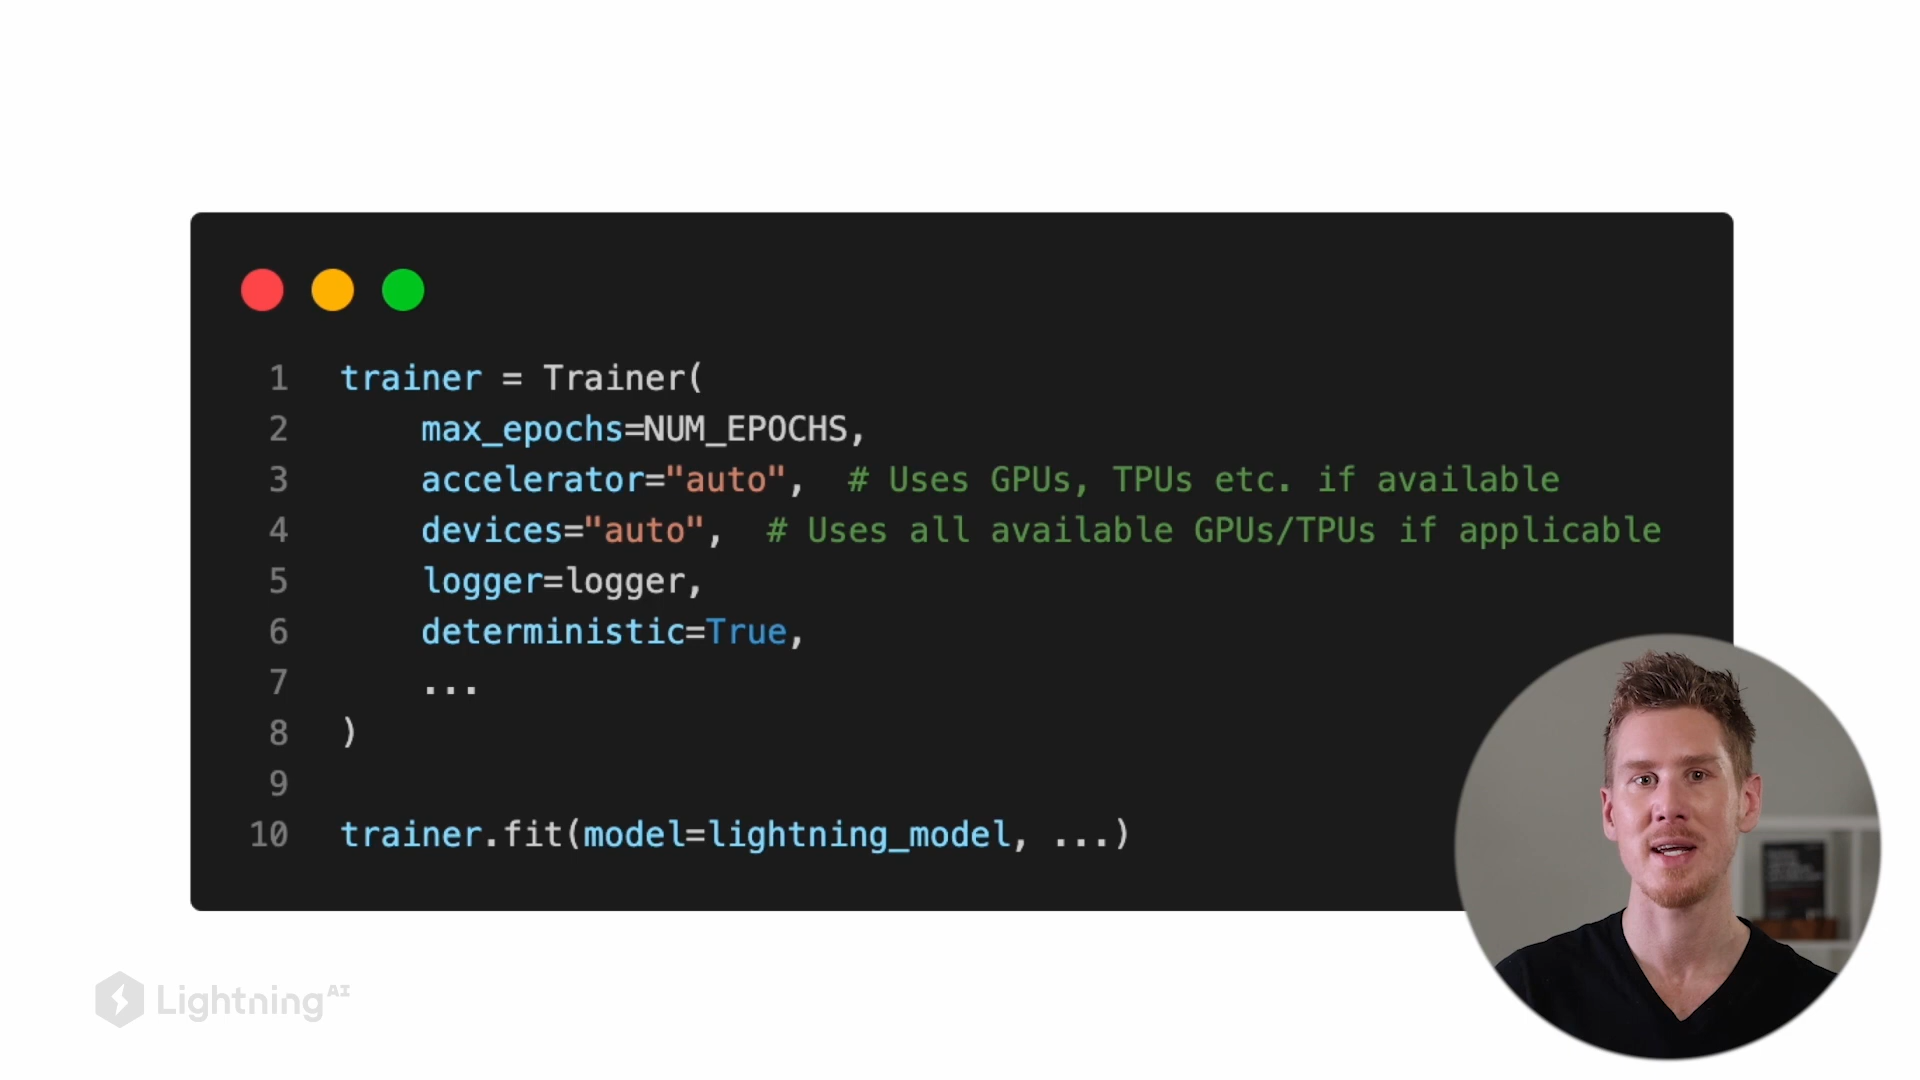 1 trainer = Trainer(
2 max_epochs=NUM_EPOCHS,
3 accelerator="auto", # Uses GPUs, TPUs etc. if available
4 devices="auto", # Uses all available GPUs/TPUs if applicable
5 logger=logger,
6 deterministic=True,
7 ...
8 )
9
10 trainer.fit(model=lightning_model, ...)
Lightning AI